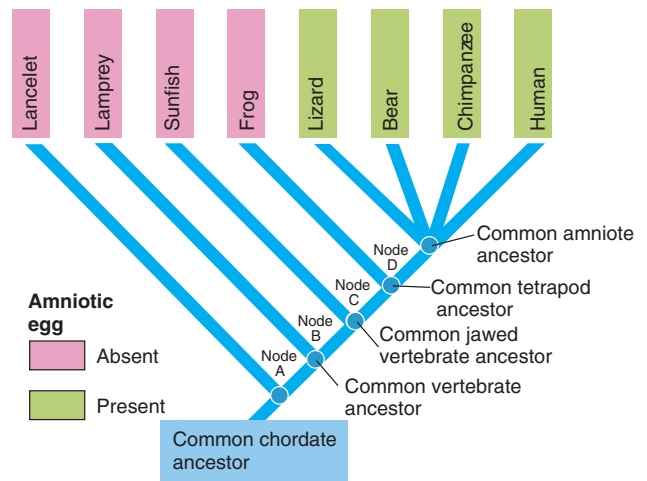 Lancelet
Lamprey
Sunfish
Frog
Lizard
Bear
Chimpanzee
Human
Common amniote
ancestor
Node
D
Common tetrapod
ancestor
Node
C
Common jawed
vertebrate ancestor
Node
B
Common vertebrate
ancestor
Node
A
Common chordate
ancestor
Amniotic
egg
Absent
Present